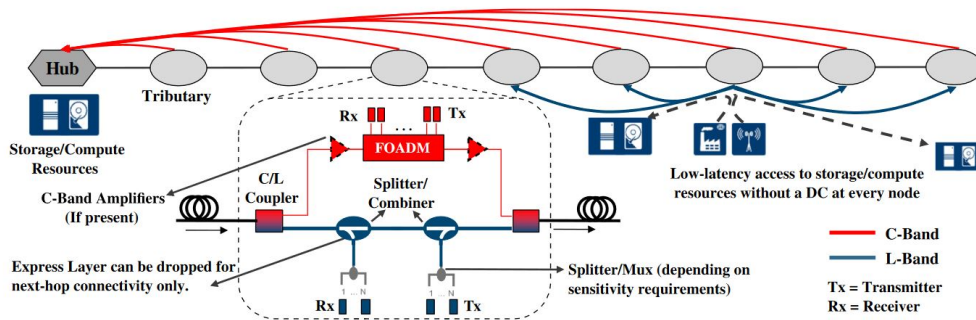 Hub
Tributary
Storage/Compute
Resources
Rx
...
Tx
FOADM
C-Band Amplifiers
(If present)
C/L
Coupler
Splitter/
Combiner
Low-latency access to storage/compute
resources without a DC at every node
Express Layer can be dropped for
next-hop connectivity only.
1 ... N
Rx
1 ... N
Tx
Splitter/Mux (depending on
sensitivity requirements)
C-Band
L-Band
Tx = Transmitter
Rx = Receiver